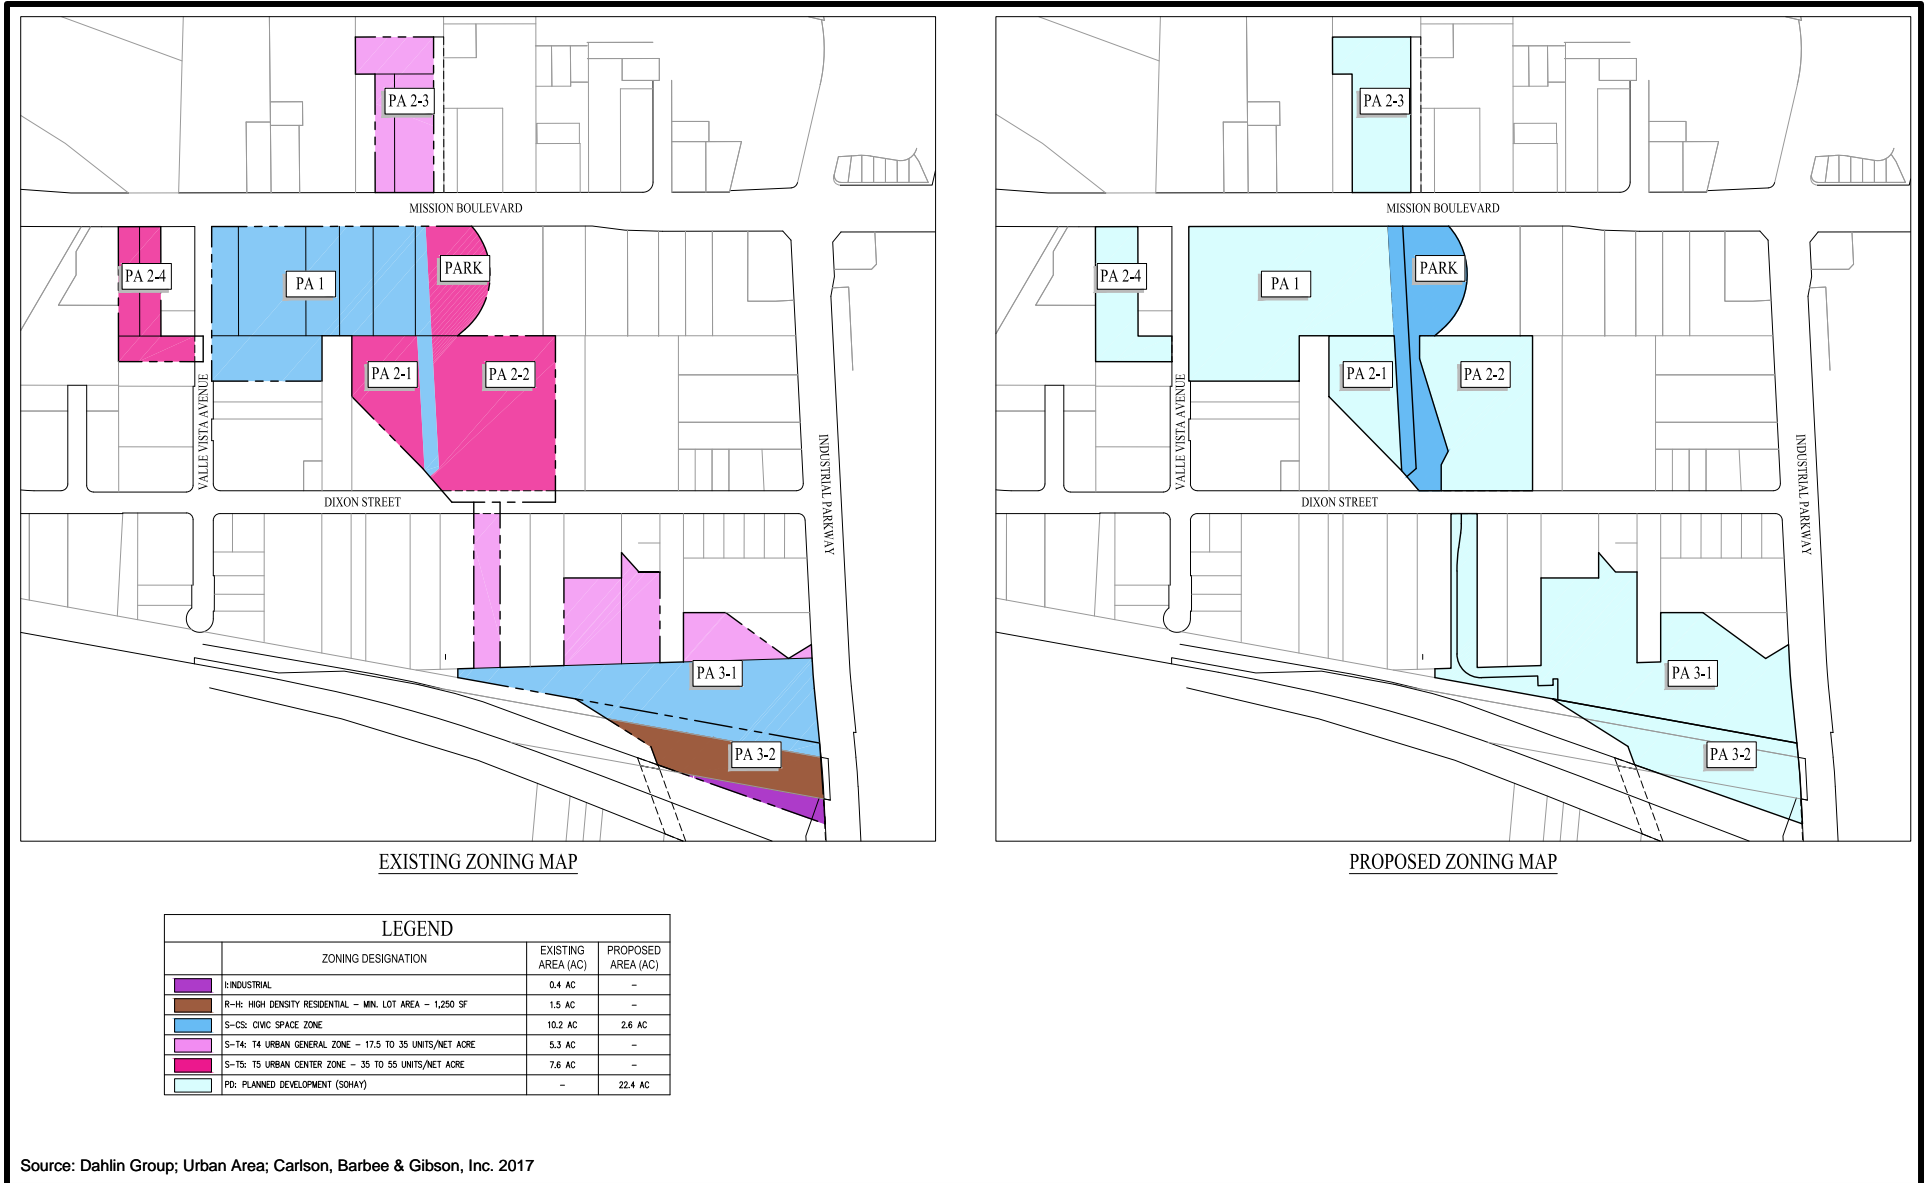 PA 2-3
MISSION BOULEVARD
PA 2-4
PA 1
PARK
PA 2-1
PA 2-2
VALLE VISTA AVENUE
DIXON STREET
INDUSTRIAL PARKWAY
PA 3-1
PA 3-2
EXISTING ZONING MAP
PA 2-3
MISSION BOULEVARD
PA 2-4
PA 1
PARK
PA 2-1
PA 2-2
VALLE VISTA AVENUE
DIXON STREET
INDUSTRIAL PARKWAY
PA 3-1
PA 3-2
PROPOSED ZONING MAP
LEGEND
ZONING DESIGNATION
EXISTING AREA (AC)
PROPOSED AREA (AC)
I: INDUSTRIAL 0.4 AC –
R-H: HIGH DENSITY RESIDENTIAL – MIN. LOT AREA – 1,250 SF 1.5 AC –
S-CS: CIVIC SPACE ZONE 10.2 AC 2.6 AC
S-T4: T4 URBAN GENERAL ZONE – 17.5 TO 35 UNITS/NET ACRE 5.3 AC –
S-T5: T5 URBAN CENTER ZONE – 35 TO 55 UNITS/NET ACRE 7.6 AC –
PD: PLANNED DEVELOPMENT (SOHAY) – 22.4 AC
Source: Dahlin Group; Urban Area; Carlson, Barbee & Gibson, Inc. 2017